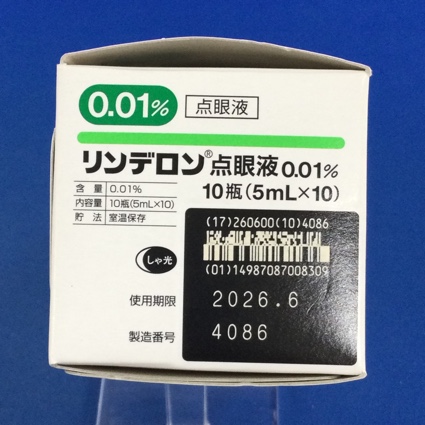 0.01% 点眼液
リンデロン®点眼液0.01%
10瓶(5mL×10)
含量 0.01%
内容量 10瓶(5mL×10)
貯法 室温保存
(17)260600(10)4086
しゃ光
(01)14987087008309
使用期限 2026.6
製造番号 4086